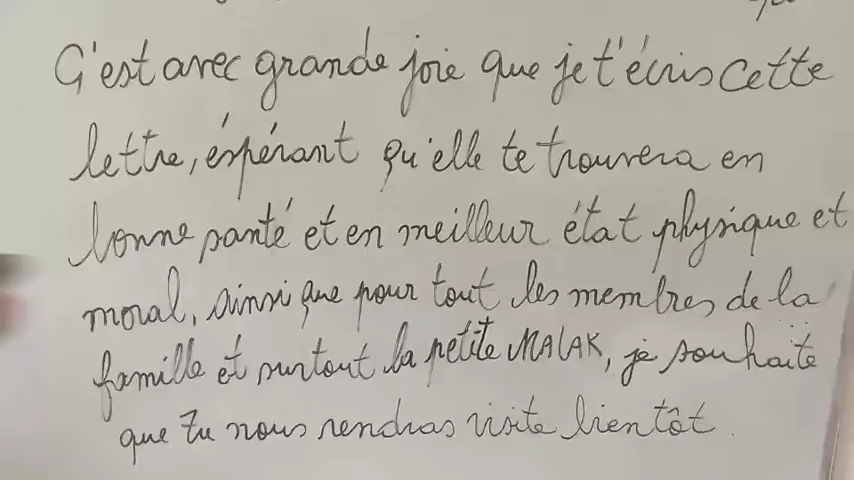 C'est avec grande joie que je t'écris cette
lettre, éspérant qu'elle te trouvera en
bonne santé et en meilleur état physique et
moral, ainsi que pour tout les membres de la
famille et surtout la petite MALAK, je souhaite
que tu nous rendras visite bientôt.